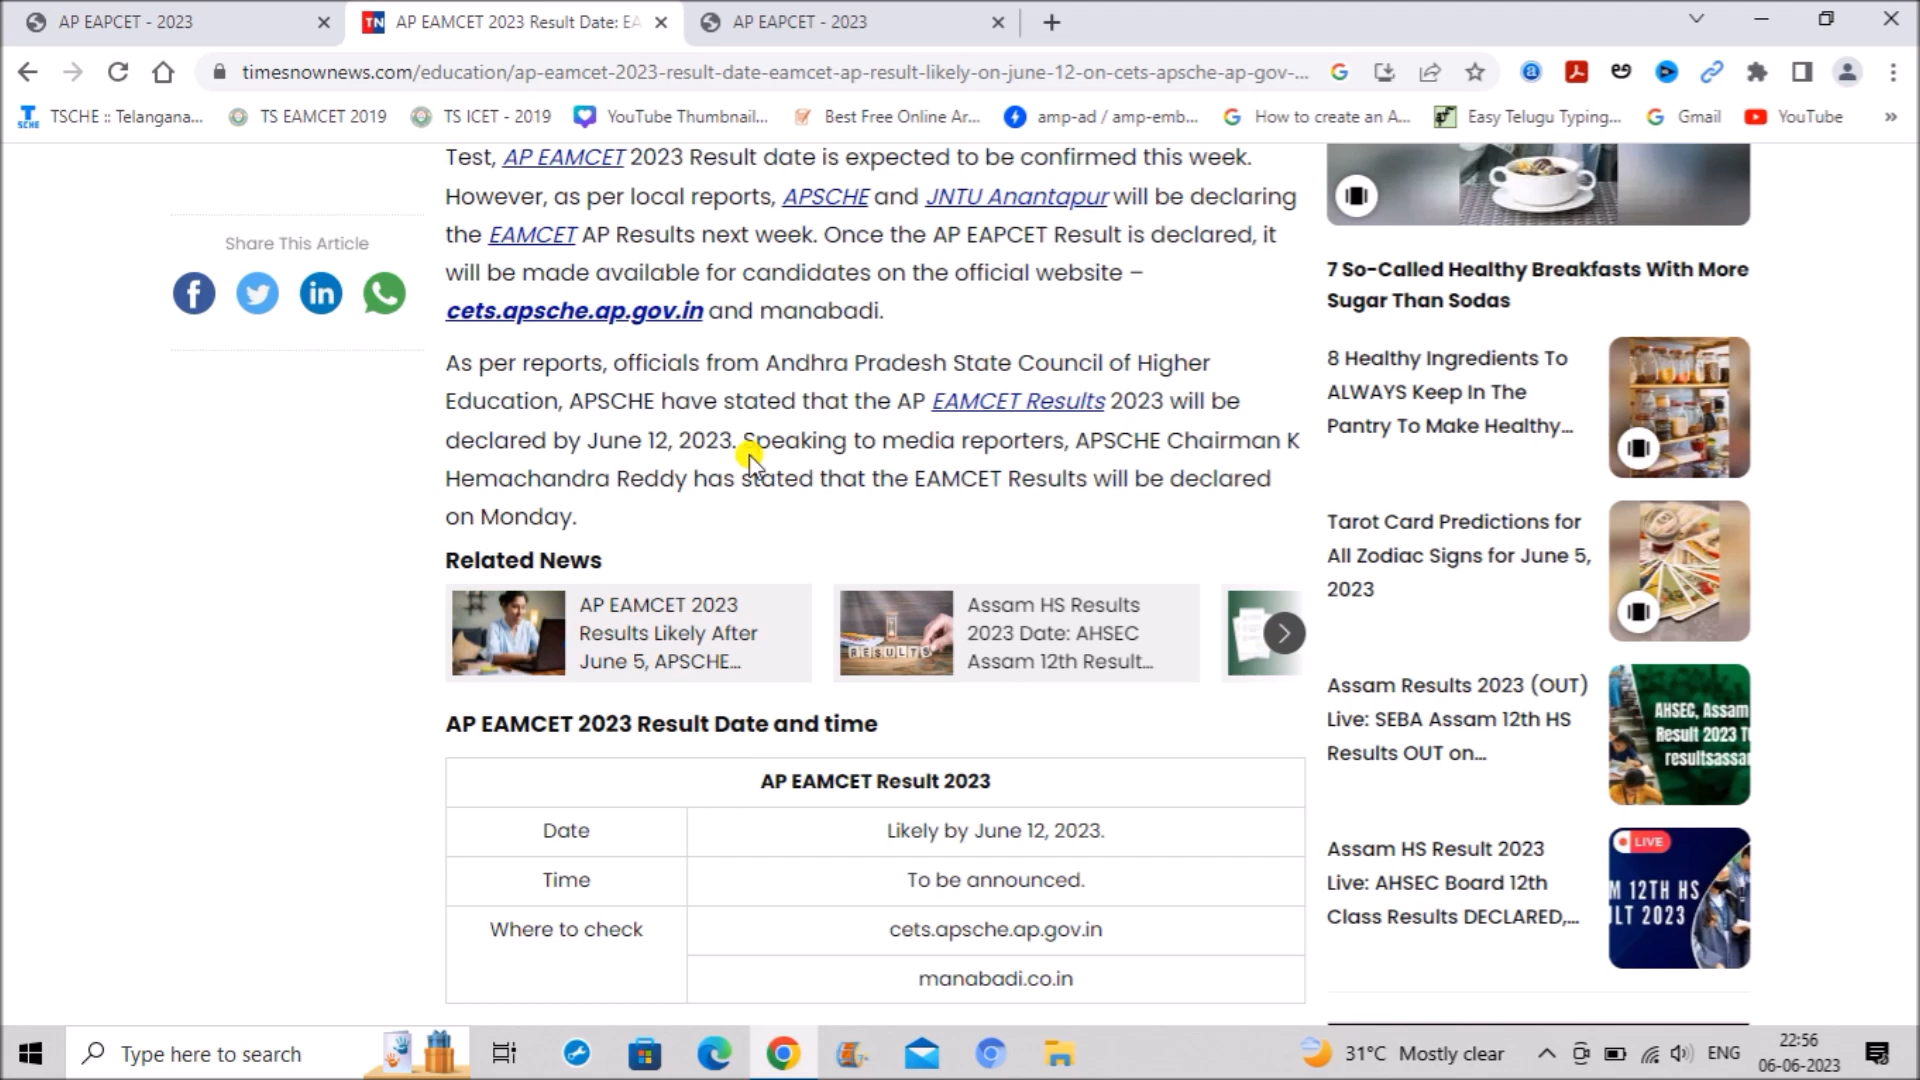 AP EAPCET - 2023
TN AP EAMCET 2023 Result Date: EA
AP EAPCET - 2023
timesnownews.com/education/ap-eamcet-2023-result-date-eamcet-ap-result-likely-on-june-12-on-cets-apsche-ap-gov-...
TSCHE :: Telangana...
TS EAMCET 2019
TS ICET - 2019
YouTube Thumbnail...
Best Free Online Ar...
amp-ad / amp-emb...
How to create an A...
Easy Telugu Typing...
Gmail
YouTube
Share This Article
Test, AP EAMCET 2023 Result date is expected to be confirmed this week.
However, as per local reports, APSCHE and JNTU Anantapur will be declaring
the EAMCET AP Results next week. Once the AP EAPCET Result is declared, it
will be made available for candidates on the official website –
cets.apsche.ap.gov.in and manabadi.
As per reports, officials from Andhra Pradesh State Council of Higher
Education, APSCHE have stated that the AP EAMCET Results 2023 will be
declared by June 12, 2023. Speaking to media reporters, APSCHE Chairman K
Hemachandra Reddy has stated that the EAMCET Results will be declared
on Monday.
Related News
AP EAMCET 2023
Results Likely After
June 5, APSCHE...
RESULTS
Assam HS Results
2023 Date: AHSEC
Assam 12th Result...
AP EAMCET 2023 Result Date and time
AP EAMCET Result 2023
Date Likely by June 12, 2023.
Time To be announced.
Where to check cets.apsche.ap.gov.in
manabadi.co.in
7 So-Called Healthy Breakfasts With More
Sugar Than Sodas
8 Healthy Ingredients To
ALWAYS Keep In The
Pantry To Make Healthy...
Tarot Card Predictions for
All Zodiac Signs for June 5,
2023
Assam Results 2023 (OUT)
Live: SEBA Assam 12th HS
Results OUT on...
AHSEC, Assam
Result 2023 T
resultsassa
Assam HS Result 2023
Live: AHSEC Board 12th
Class Results DECLARED,...
LIVE
M 12TH HS
LT 2023
Type here to search
31°C Mostly clear
ENG
22:56
06-06-2023